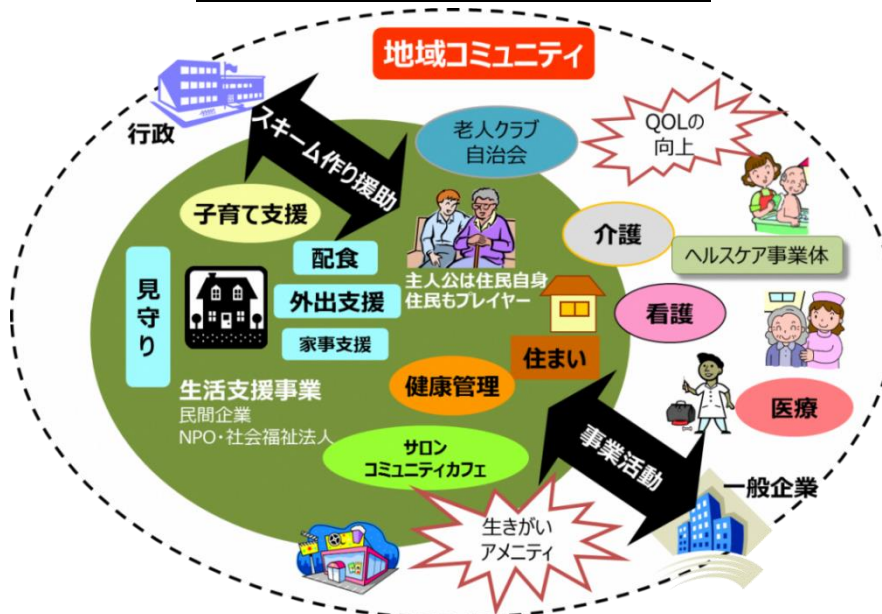 地域コミュニティ
行政
スキーム作り援助
老人クラブ
自治会
QOLの
向上
子育て支援
介護
ヘルスケア事業体
配食
見守り
外出支援
家事支援
主人公は住民自身
住民もプレイヤー
看護
住まい
生活支援事業
民間企業
NPO・社会福祉法人
健康管理
医療
サロン
コミュニティカフェ
事業活動
一般企業
生きがい
アメニティ